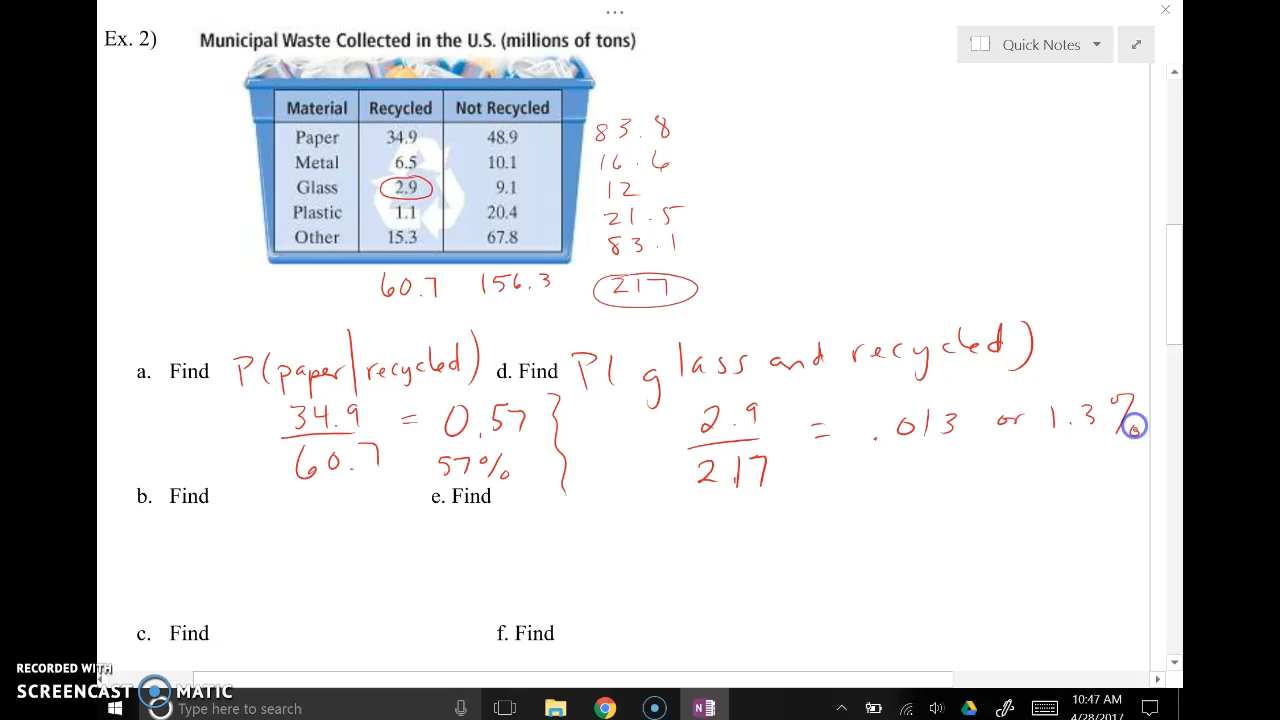 Ex. 2)
Municipal Waste Collected in the U.S. (millions of tons)
Quick Notes
Material Recycled Not Recycled
Paper 34.9 48.9 83.8
Metal 6.5 10.1 16.6
Glass 2.9 9.1 12
Plastic 1.1 20.4 21.5
Other 15.3 67.8 83.1
60.7 156.3 217
a. Find P(paper|recycled)
34.9/60.7 = 0.57
57%
d. Find P(glass and recycled)
2.9/217 = .013 or 1.3%
b. Find
e. Find
c. Find
f. Find
RECORDED WITH
SCREENCAST MATIC
Type here to search
10:47 AM
4/28/2017